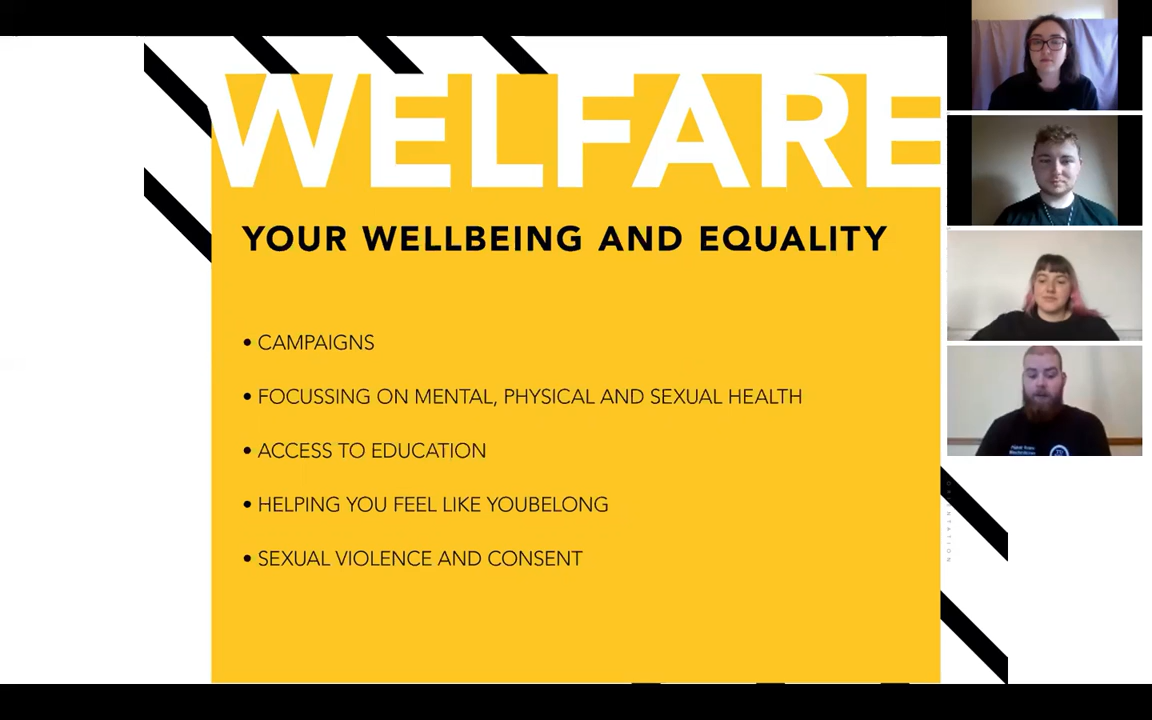 WELFARE
YOUR WELLBEING AND EQUALITY
• CAMPAIGNS
• FOCUSSING ON MENTAL, PHYSICAL AND SEXUAL HEALTH
• ACCESS TO EDUCATION
• HELPING YOU FEEL LIKE YOUBELONG
• SEXUAL VIOLENCE AND CONSENT